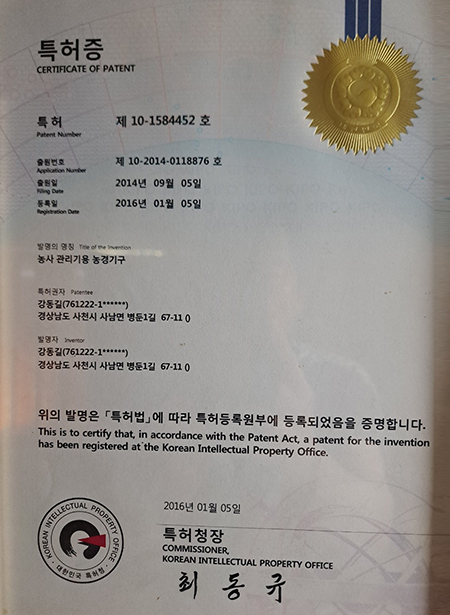 특허증
CERTIFICATE OF PATENT
특허 제 10-1584452 호
Patent Number
출원번호 제 10-2014-0118876 호
Application Number
출원일 2014년 09월 05일
Filing Date
등록일 2016년 01월 05일
Registration Date
발명의 명칭 Title of the Invention
농사 관리기용 농경기구
특허권자 Patentee
강동길(761222-1******)
경상남도 사천시 사남면 병둔1길 67-11 ()
발명자 Inventor
강동길(761222-1******)
경상남도 사천시 사남면 병둔1길 67-11 ()
위의 발명은 「특허법」에 따라 특허등록원부에 등록되었음을 증명합니다.
This is to certify that, in accordance with the Patent Act, a patent for the invention
has been registered at the Korean Intellectual Property Office.
2016년 01월 05일
특허청장
COMMISSIONER,
KOREAN INTELLECTUAL PROPERTY OFFICE
최동규
KOREAN INTELLECTUAL PROPERTY OFFICE
대한민국 특허청